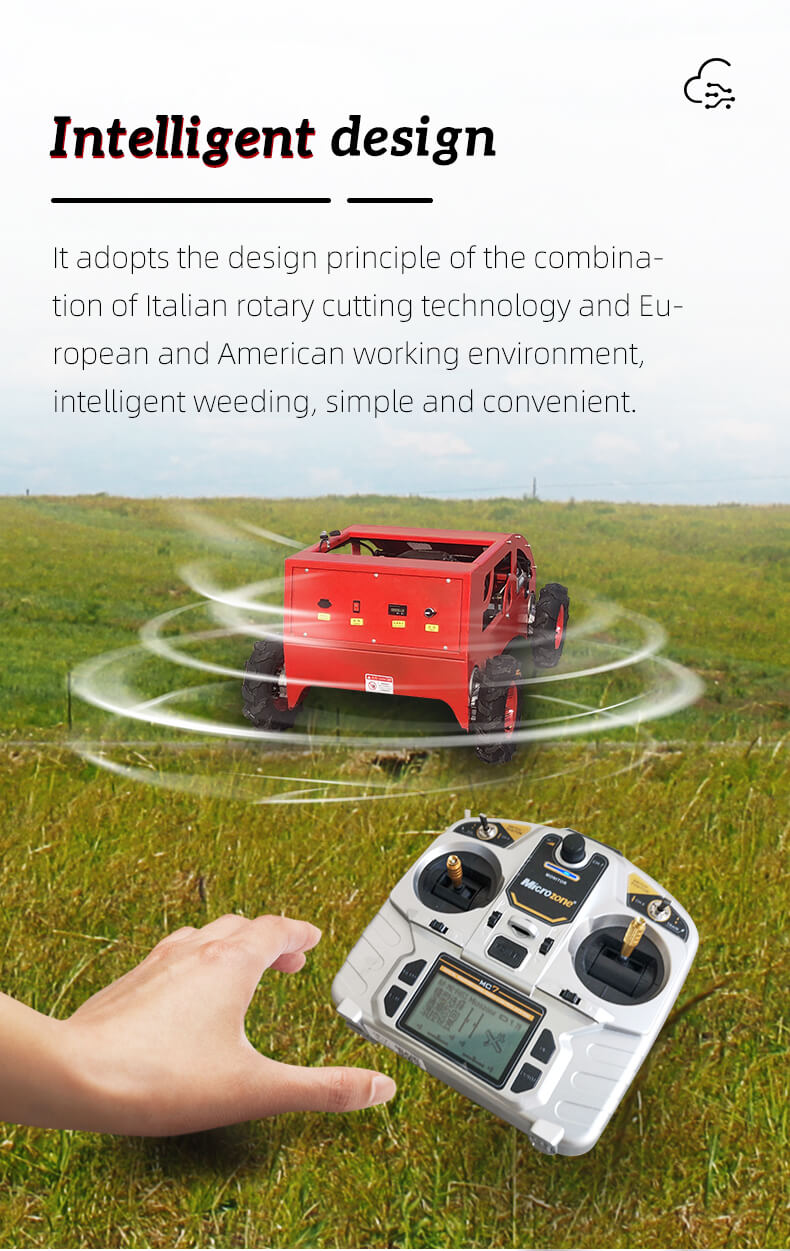 Intelligent design
It adopts the design principle of the combina-
tion of Italian rotary cutting technology and Eu-
ropean and American working environment,
intelligent weeding, simple and convenient.
MONITOR
Microzone
MC7